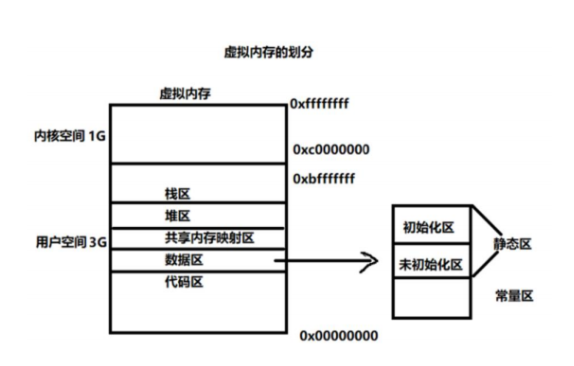 虚拟内存的划分
虚拟内存
0xffffffff
内核空间 1G
0xc0000000
0xbfffffff
栈区
堆区
用户空间 3G
共享内存映射区
数据区
代码区
0x00000000
初始化区
静态区
未初始化区
常量区